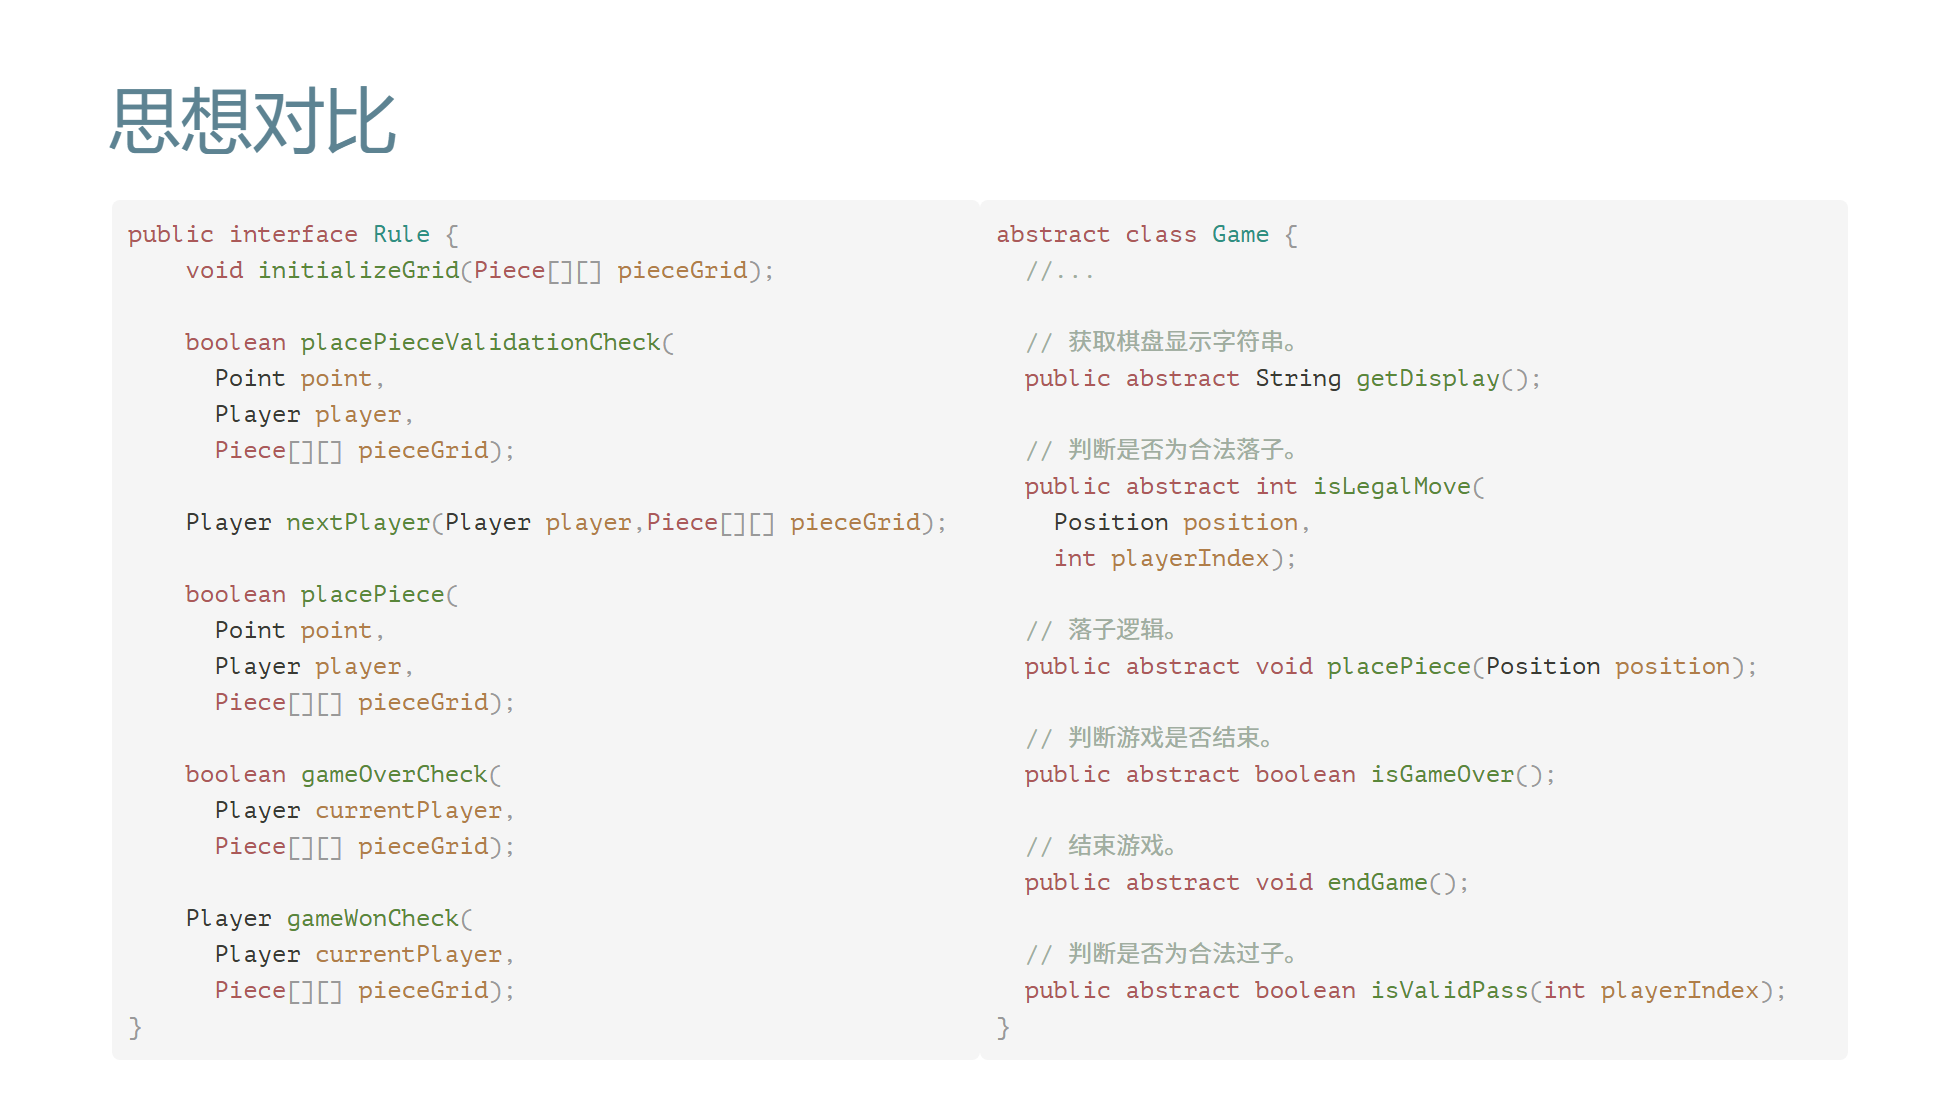 思想对比
public interface Rule {
    void initializeGrid(Piece[][] pieceGrid);
    boolean placePieceValidationCheck(
      Point point,
      Player player,
      Piece[][] pieceGrid);
    Player nextPlayer(Player player,Piece[][] pieceGrid);
    boolean placePiece(
      Point point,
      Player player,
      Piece[][] pieceGrid);
    boolean gameOverCheck(
      Player currentPlayer,
      Piece[][] pieceGrid);
    Player gameWonCheck(
      Player currentPlayer,
      Piece[][] pieceGrid);
}
abstract class Game {
  //...
  // 获取棋盘显示字符串。
  public abstract String getDisplay();
  // 判断是否为合法落子。
  public abstract int isLegalMove(
    Position position,
    int playerIndex);
  // 落子逻辑。
  public abstract void placePiece(Position position);
  // 判断游戏是否结束。
  public abstract boolean isGameOver();
  // 结束游戏。
  public abstract void endGame();
  // 判断是否为合法过子。
  public abstract boolean isValidPass(int playerIndex);
}